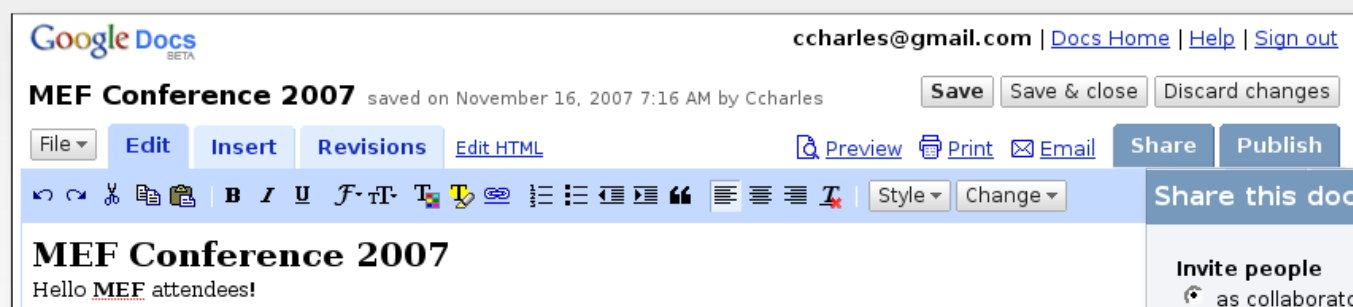 Google Docs
BETA
ccharles@gmail.com | Docs Home | Help | Sign out
MEF Conference 2007 saved on November 16, 2007 7:16 AM by Ccharles
Save Save & close Discard changes
File Edit Insert Revisions Edit HTML Preview Print Email Share Publish
B I U Style Change
Share this doc
MEF Conference 2007
Hello MEF attendees!
Invite people
as collaborato